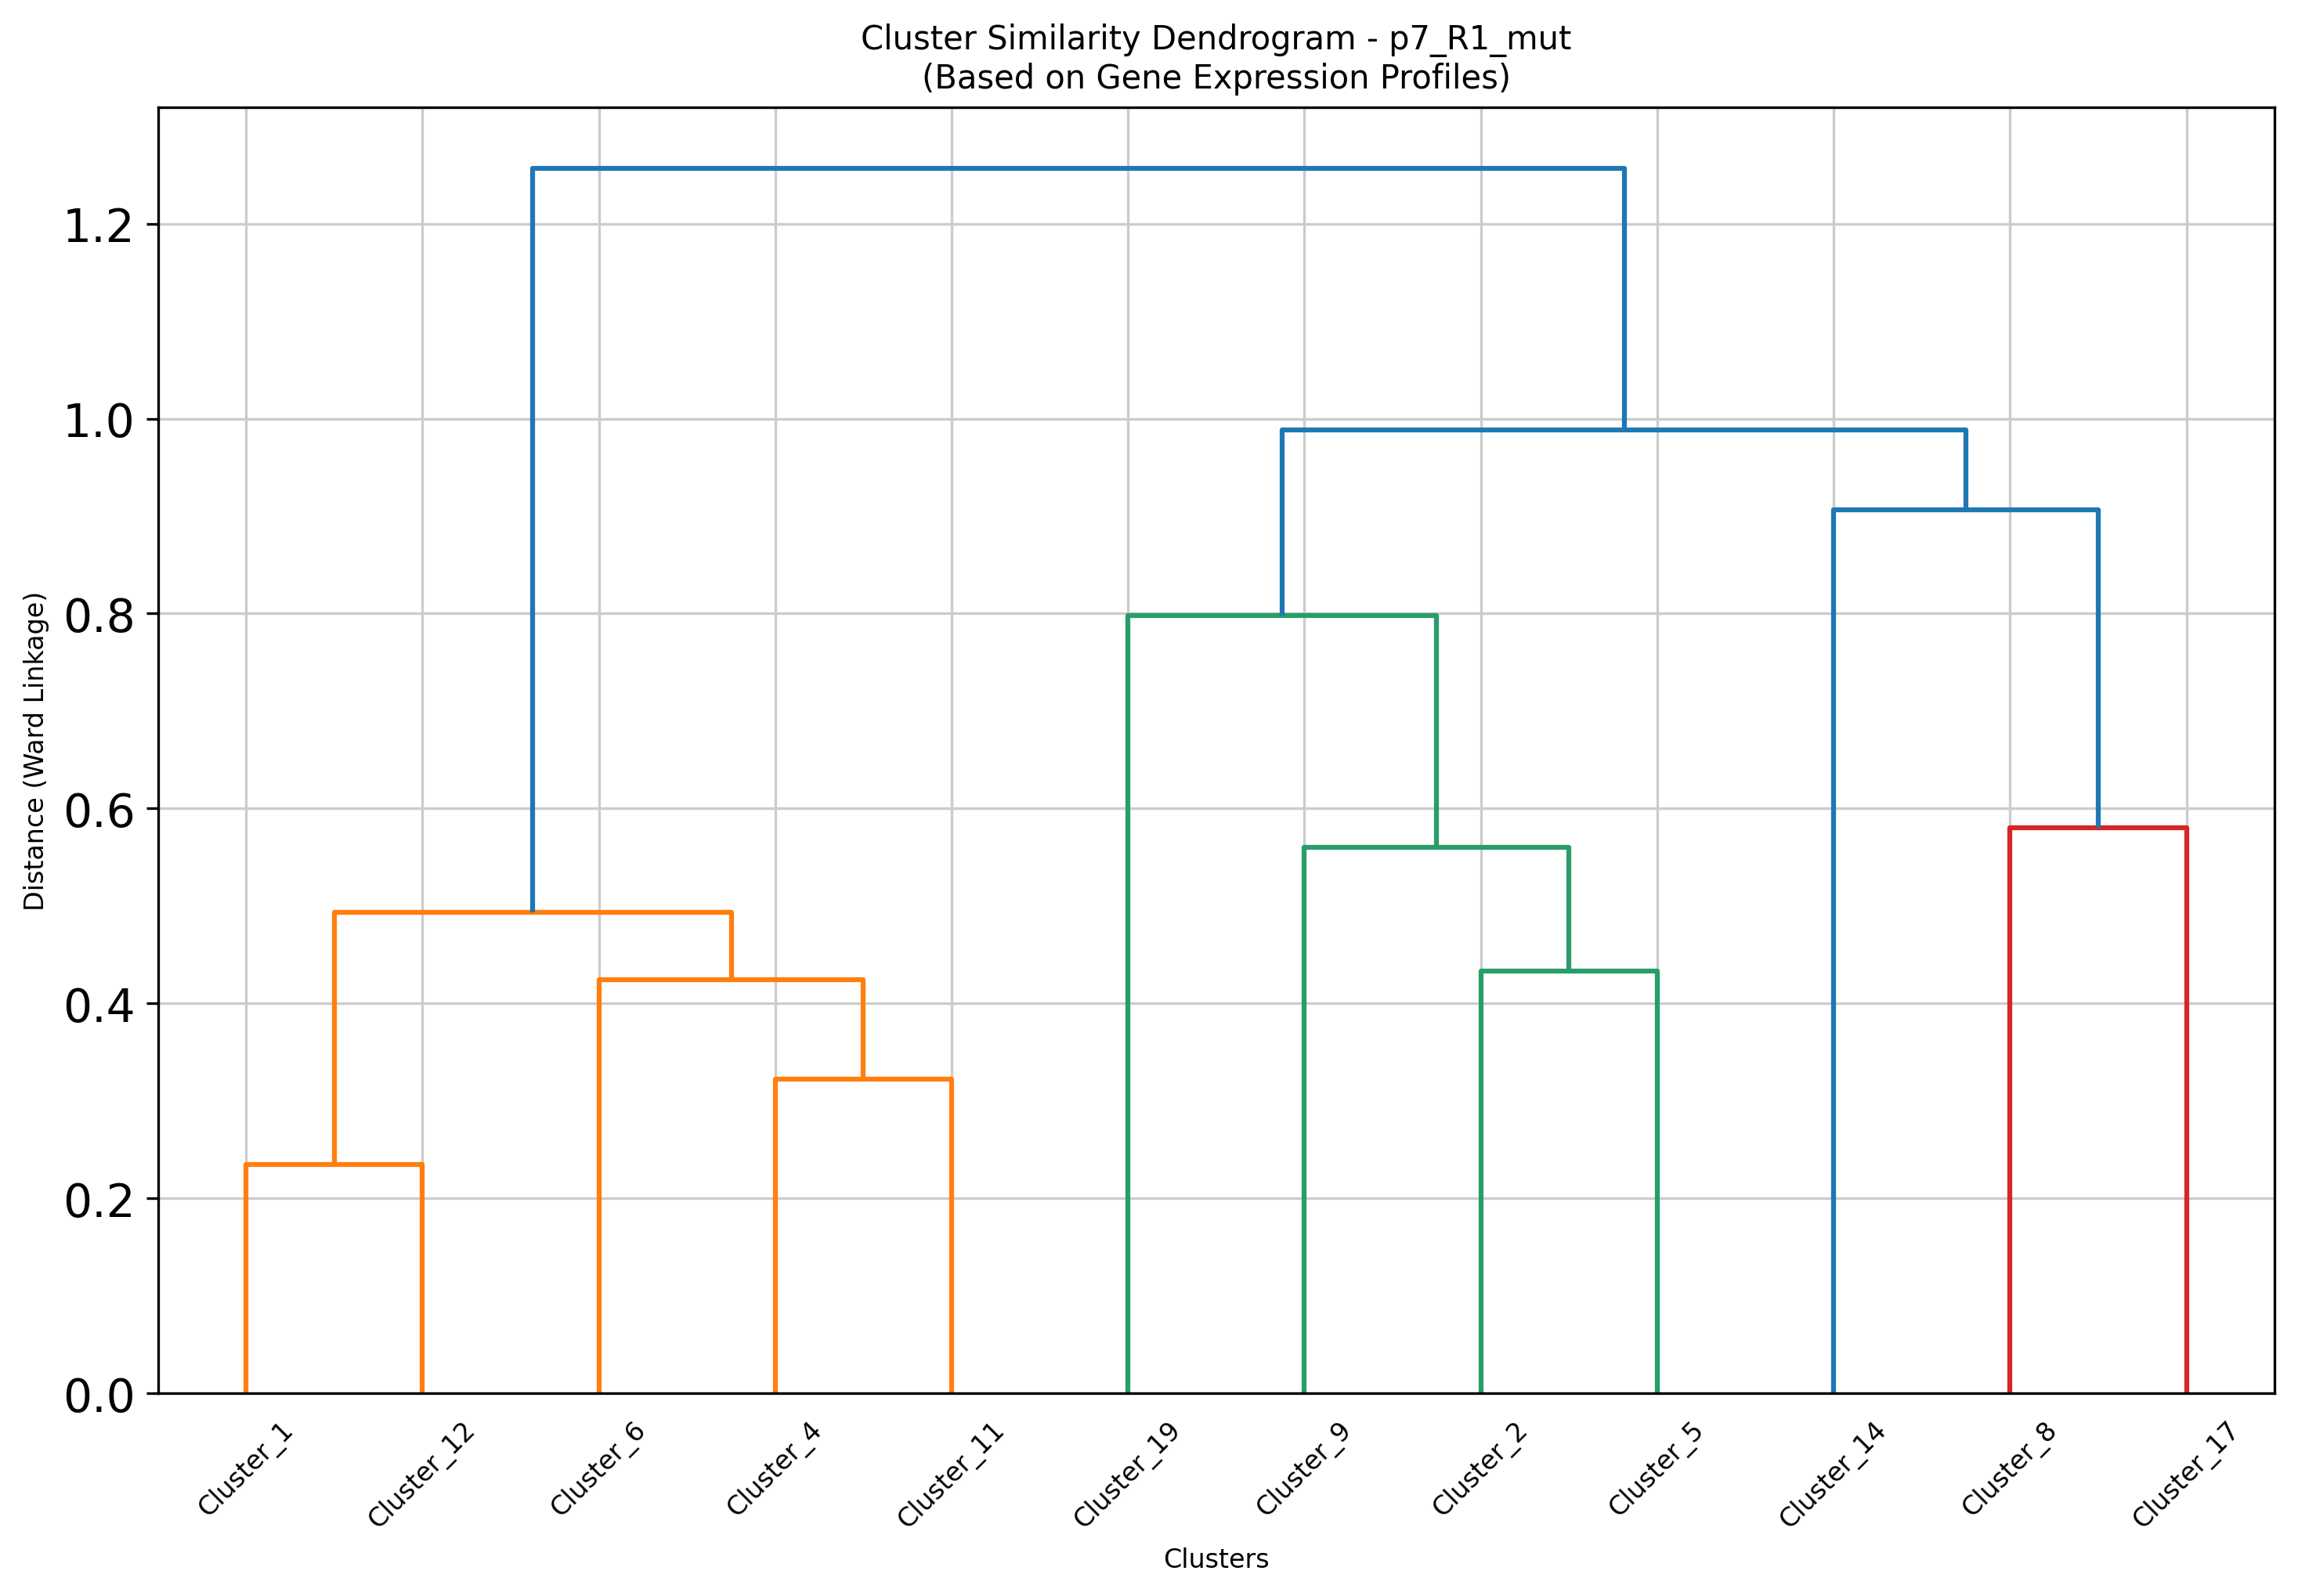 Cluster Similarity Dendrogram - p7_R1_mut
(Based on Gene Expression Profiles)
Distance (Ward Linkage)
1.2
1.0
0.8
0.6
0.4
0.2
0.0
Cluster_1
Cluster_12
Cluster_6
Cluster_4
Cluster_11
Cluster_19
Cluster_9
Cluster_2
Cluster_5
Cluster_14
Cluster_8
Cluster_17
Clusters